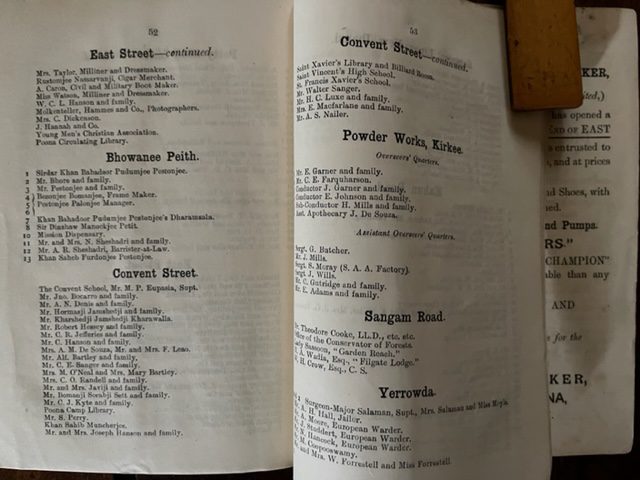 52
East Street—continued.
Mrs. Taylor, Milliner and Dressmaker.
Rustomjee Nasarvanji, Cigar Merchant.
A. Caron, Civil and Military Boot Maker.
Miss Watson, Milliner and Dressmaker.
W. C. L. Hanson and family.
Molkenteller, Hammes and Co., Photographers.
Mrs. C. Dickenson.
J. Hannah and Co.
Young Men's Christian Association.
Poona Circulating Library.
Bhowanee Peith.
1 Sirdar Khan Bahadoor Pudumjee Pestonjee.
2 Mr. Bhore and family.
3 Mr. Pestonjee and family.
4 Bezonjee Bomanjee, Frame Maker.
5 Pestonjee Palonjee Manager.
6
7 Khan Bahadoor Pudumjee Pestonjee's Dharamsala.
8 Sir Dinshaw Manockjee Petit.
10 Mission Dispensary.
11 Mr. and Mrs. N. Sheshadri and family.
12 Mr. A. R. Sheshadri, Barrister-at-Law.
13 Khan Saheb Furdonjee Pestonjee.
Convent Street.
The Convent School, Mr. M. P. Eupasia, Supt.
Mr. Jno. Bocarro and family.
Mr. A. N. Denis and family.
Mr. Hormasji Jamshedji and family.
Mr. Kharshedji Jamshedji Kharawalla.
Mr. Robert Hessey and family.
Mr. C. R. Jefferies and family.
Mr. C. Hanson and family.
Mrs. A. M. De Souza, Mr. and Mrs. F. Leao.
Mr. Alf. Bartley and family,
Mr. C. E. Sanger and family.
Mrs. M. O'Neal and Mrs. Mary Bartley.
Mrs. C. O. Randell and family.
Mr. and Mrs. Javiji and family.
Mr. Bomanji Sorabji Sett and family.
Mr. C. J. Kyte and family.
Poona Camp Library.
Mr. S. Perry.
Khan Sahib Muncherjee.
Mr. and Mrs. Joseph Hanson and family.
53
Convent Street—continued.
Saint Xavier's Library and Billiard Room.
Saint Vincent's High School.
St. Francis Xavier's School.
Mr. Walter Sanger.
Mr. H. C. Luxe and family.
Mrs. E. Macfarlane and family.
Mr. A. S. Nailer.
Powder Works, Kirkee.
Overseers' Quarters.
Mr. E. Garner and family.
Mr. C. E. Farquharson.
Conductor J. Garner and family.
Conductor E. Johnson and family.
Sub-Conductor H. Mills and family.
Asst. Apothecary J. De Souza.
Assistant Overseers' Quarters.
Sergt. G. Butcher.
J. Mills.
Sergt. S. Moray (S. A. A. Factory).
Sergt. J. Wills.
C. Gutridge and family.
E. Adams and family.
Sangam Road.
Theodore Cooke, LL.D., etc. etc.
Office of the Conservator of Forests.
Lady Sassoon, "Garden Reach."
A. Wadia, Esq., "Filgate Lodge."
H. Crow, Esq., C. S.
Yerrowda.
Surgeon-Major Salaman, Supt., Mrs. Salaman and Miss
A. H. Hall, Jailor.
A. Moore, European Warder.
J. Studdert, European Warder.
N. Hancock, European Warder.
M. Coopooswamy.
and Mrs. W. Forrestell and Miss Forrestell
KER,
ited,)
has opened a
END OF EAST
is entrusted to
, and at prices
nd Shoes, with
nd Pumps.
RS."
CHAMPION"
able than any
AND
s for the
KER,
NA,